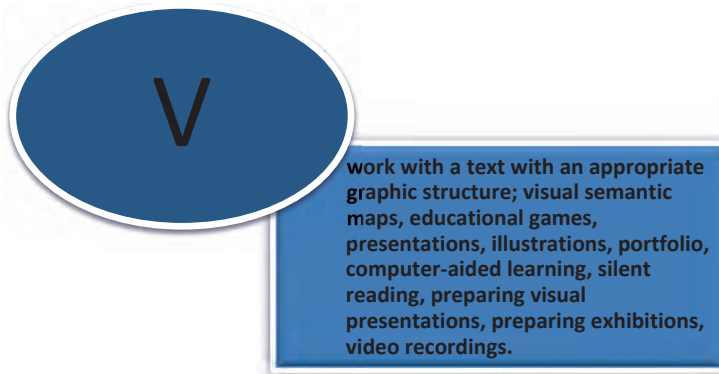 V
work with a text with an appropriate
graphic structure; visual semantic
maps, educational games,
presentations, illustrations, portfolio,
computer-aided learning, silent
reading, preparing visual
presentations, preparing exhibitions,
video recordings.